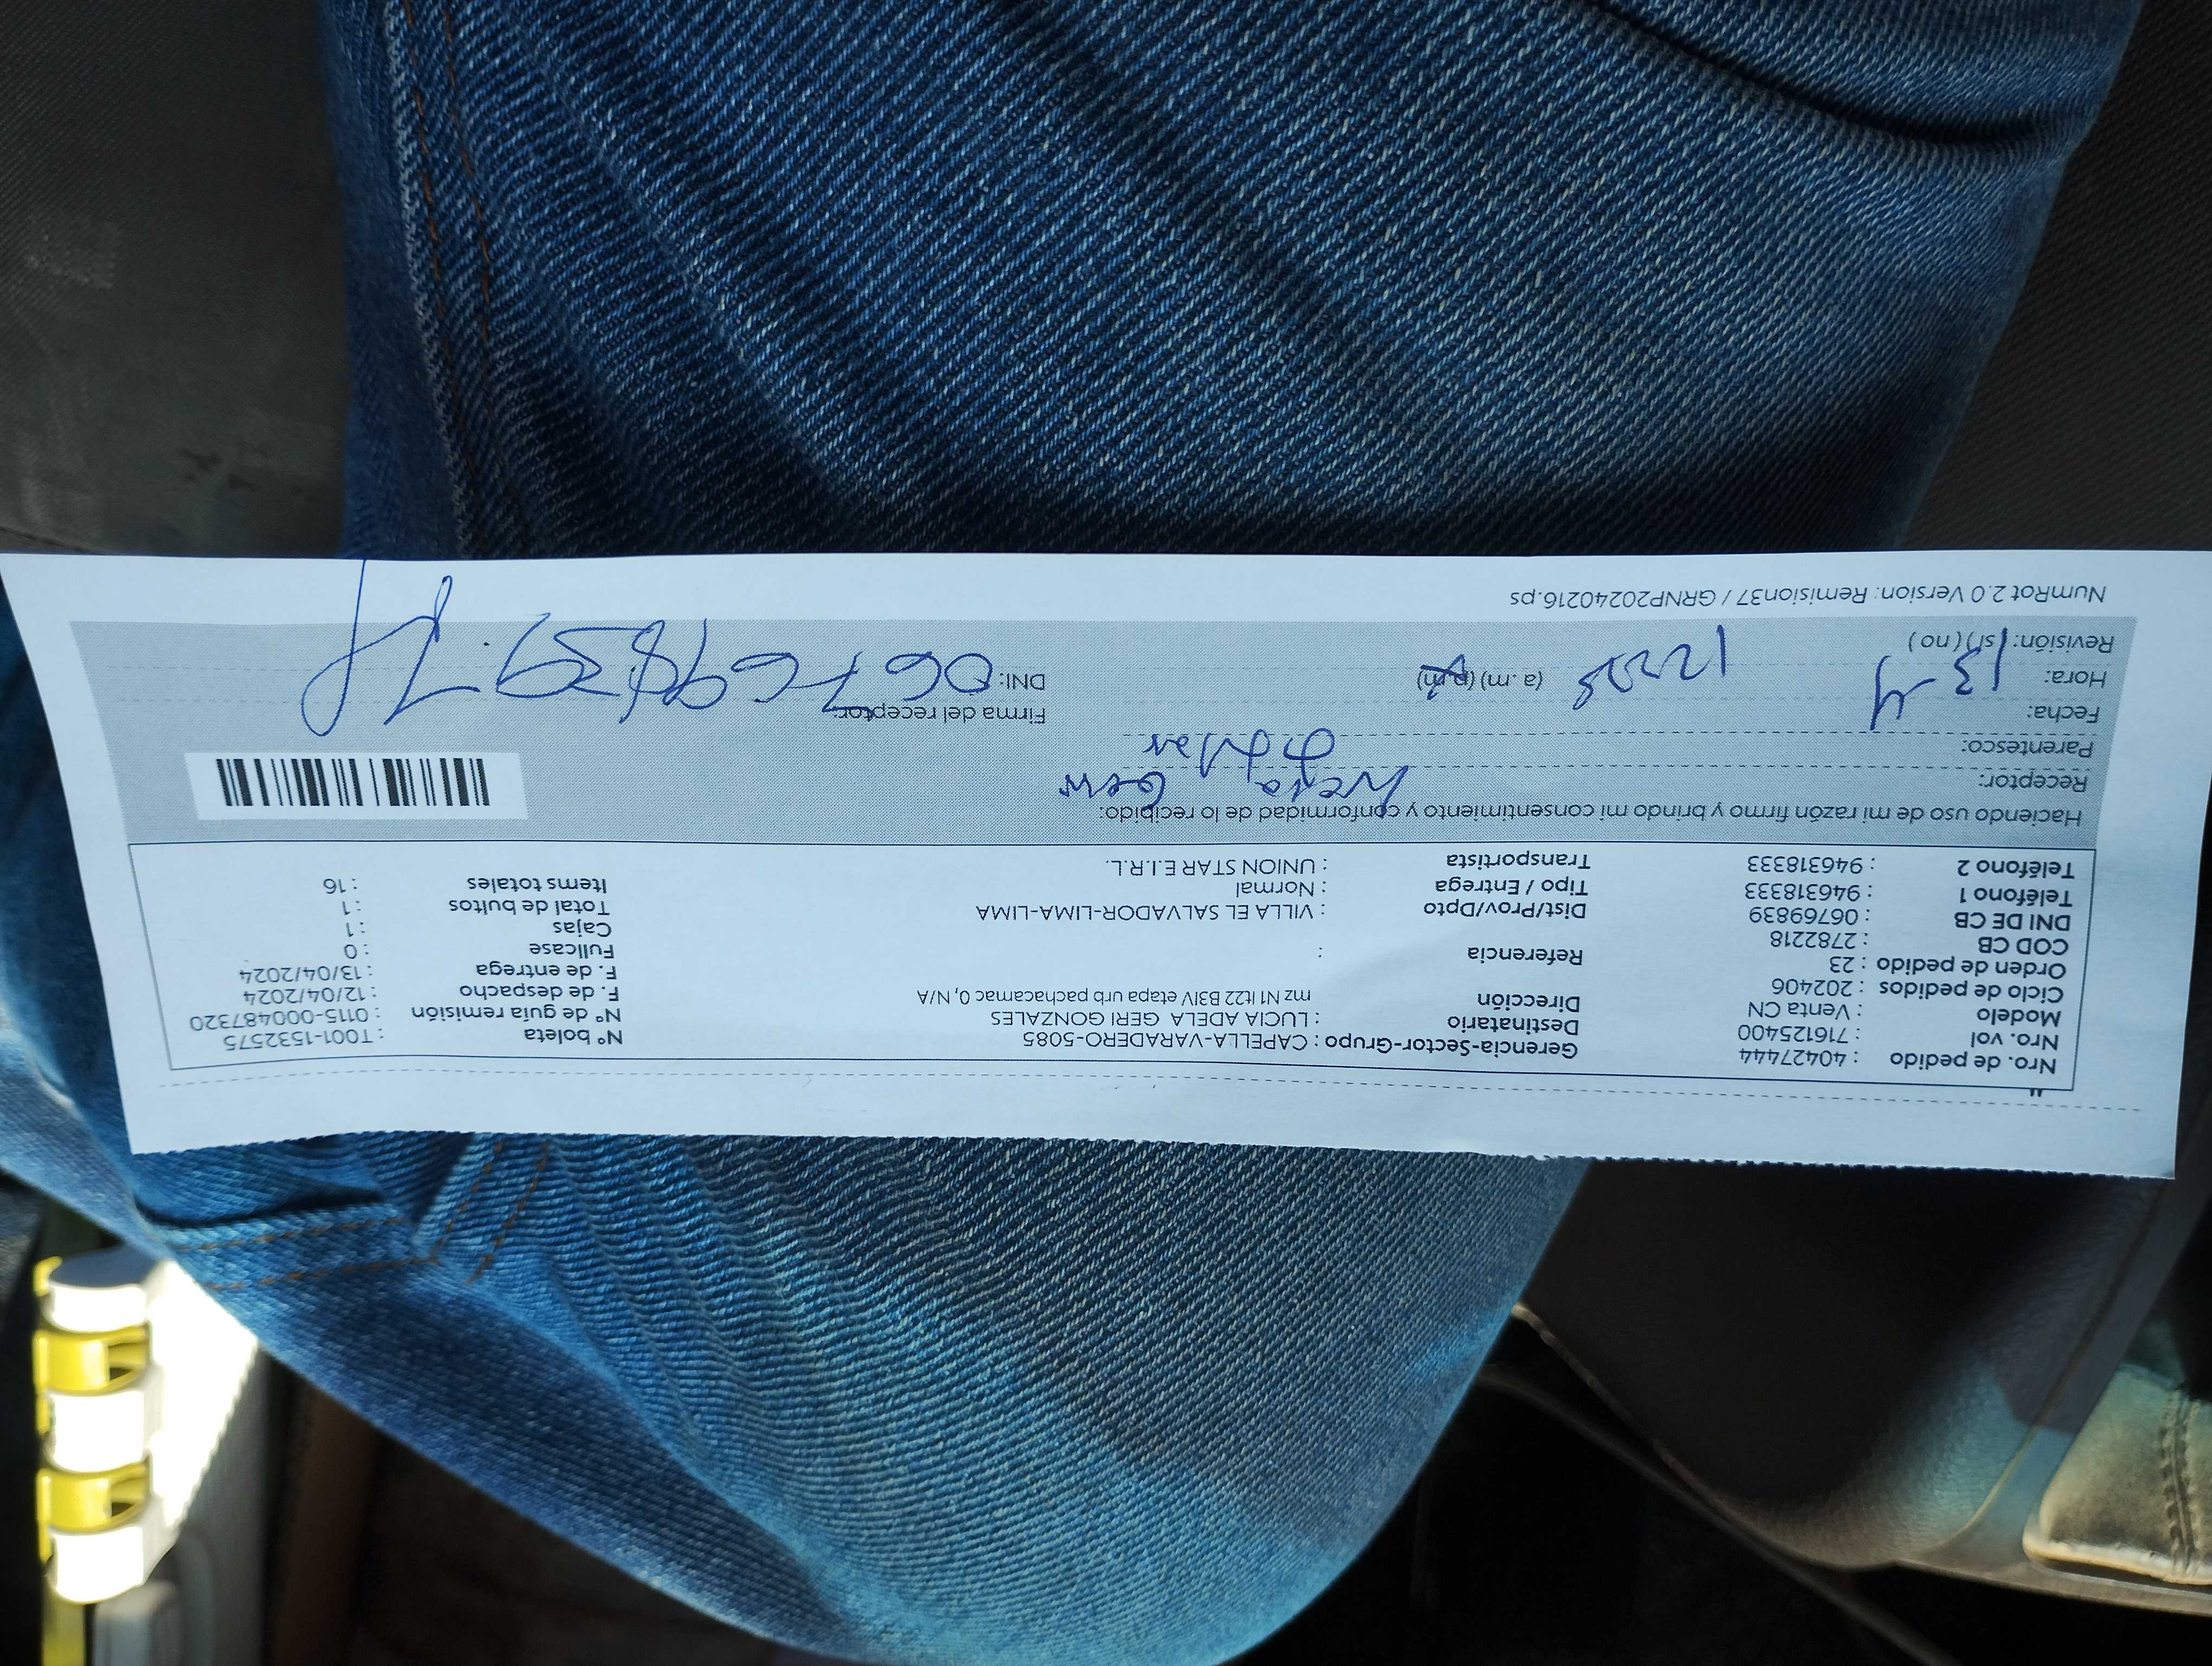 Nro. de pedido : 40427444 Gerencia-Sector-Grupo : CAPELLA-VARADERO-5085 Nº boleta : T001-1532575
Nro. vol : 716125400 Destinatario : LUCIA ADELA GERI GONZALES Nº de guía remisión : 0115-000487320
Modelo : Venta CN Dirección mz N1 lt22 B3IV etapa urb pachacamac 0, N/A F. de despacho : 12/04/2024
Ciclo de pedidos : 202406 F. de entrega : 13/04/2024
Orden de pedido : 23 Referencia : Fullcase : 0
COD CB : 2782218 Cajas : 1
DNI DE CB : 06769839 Dist/Prov/Dpto : VILLA EL SALVADOR-LIMA-LIMA Total de bultos : 1
Teléfono 1 : 946318333 Tipo / Entrega : Normal Items totales : 16
Teléfono 2 : 946318333 Transportista : UNION STAR E.I.R.L.
Haciendo uso de mi razón firmo y brindo mi consentimiento y conformidad de lo recibido:
Receptor:
Parentesco:
Fecha: 13-4 Firma del receptor:
Hora: (a.m) (p.m) DNI: 06769839
Revisión: (sí) (no)
NumRot 2.0 Version: Remision37 / GRNP20240216.ps